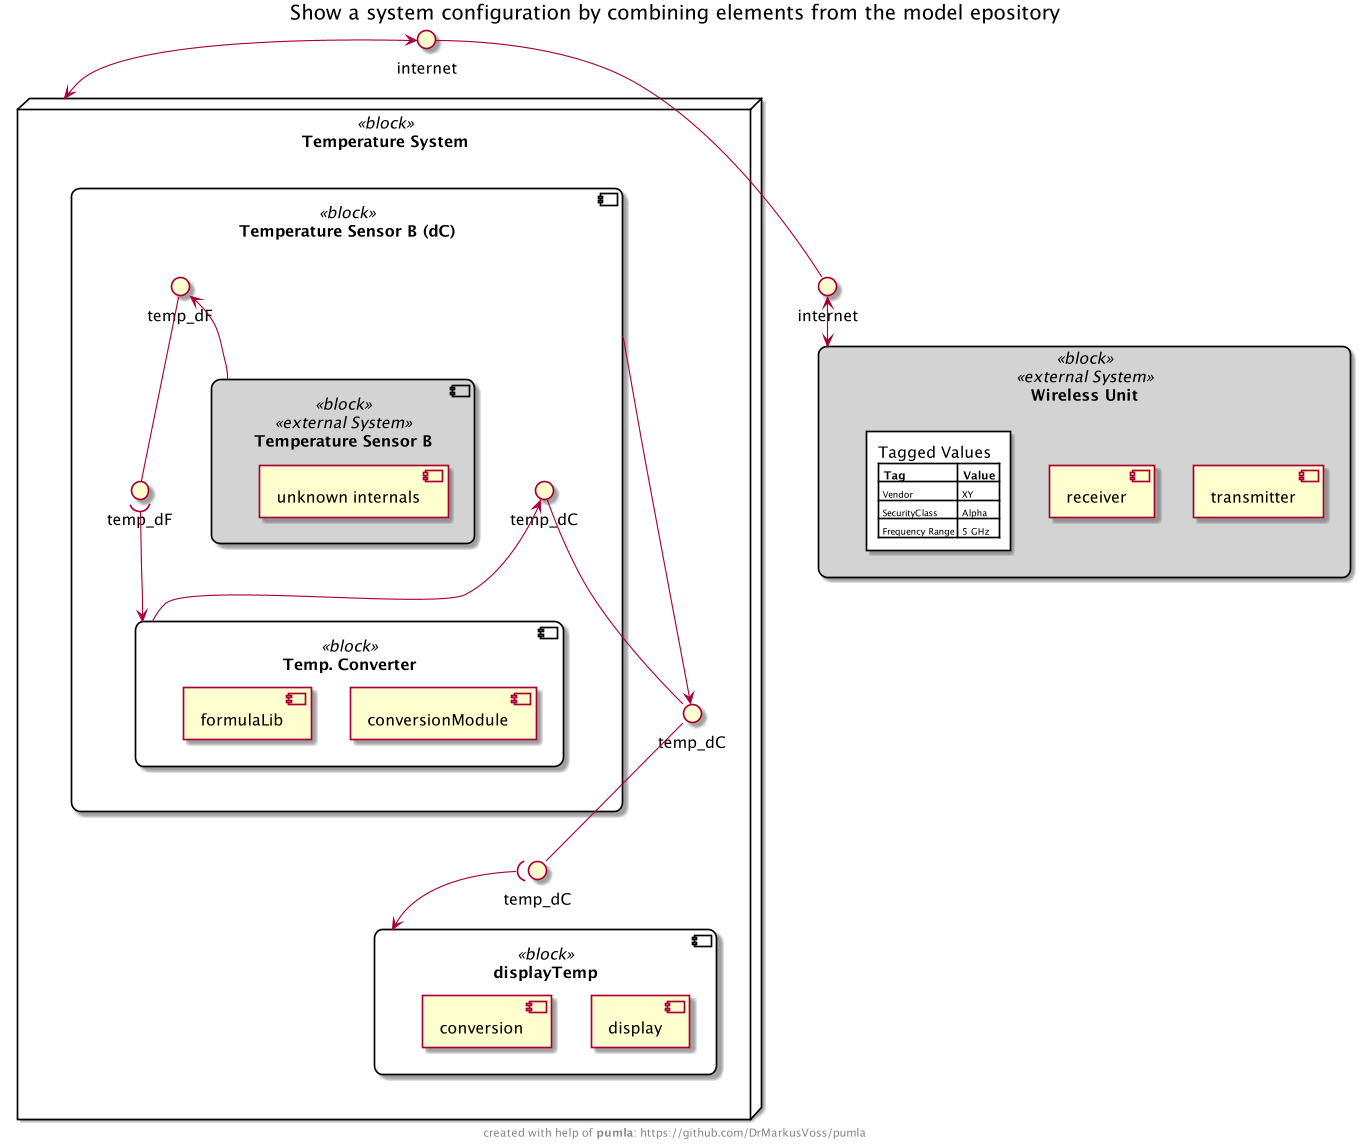 Show a system configuration by combining elements from the model epository
internet
«block»
Temperature System
«block»
Temperature Sensor B (dC)
temp_dF
internet
«block»
«external System»
Wireless Unit
«block»
«external System»
Temperature Sensor B
unknown internals
Tagged Values
Tag Value
Vendor XY
SecurityClass Alpha
Frequency Range 5 GHz
receiver
transmitter
temp_dF
temp_dC
«block»
Temp. Converter
formulaLib
conversionModule
temp_dC
temp_dC
«block»
displayTemp
conversion
display
created with help of pumla: https://github.com/DrMarkusVoss/pumla